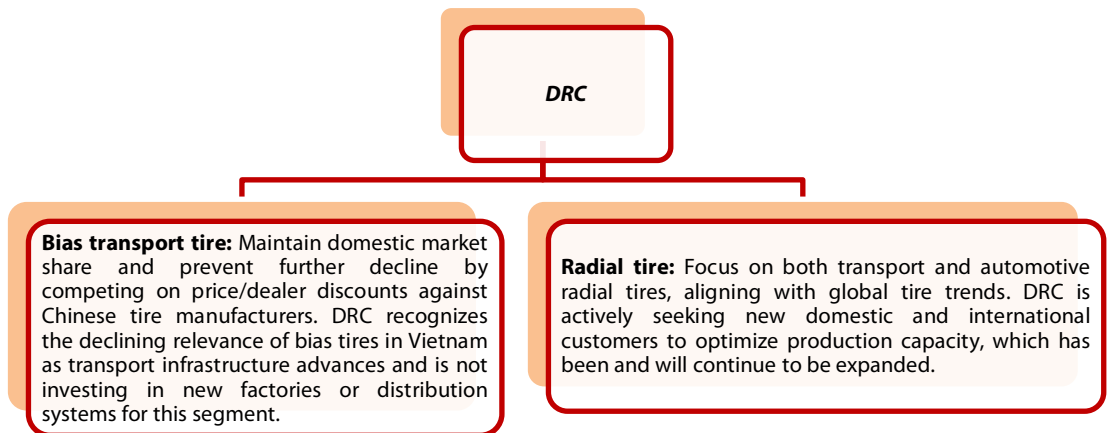 DRC
Bias transport tire: Maintain domestic market
share and prevent further decline by
competing on price/dealer discounts against
Chinese tire manufacturers. DRC recognizes
the declining relevance of bias tires in Vietnam
as transport infrastructure advances and is not
investing in new factories or distribution
systems for this segment.
Radial tire: Focus on both transport and automotive
radial tires, aligning with global tire trends. DRC is
actively seeking new domestic and international
customers to optimize production capacity, which has
been and will continue to be expanded.